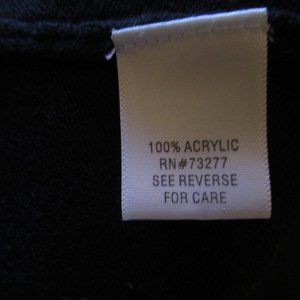 100% ACRYLIC
RN#73277
SEE REVERSE
FOR CARE